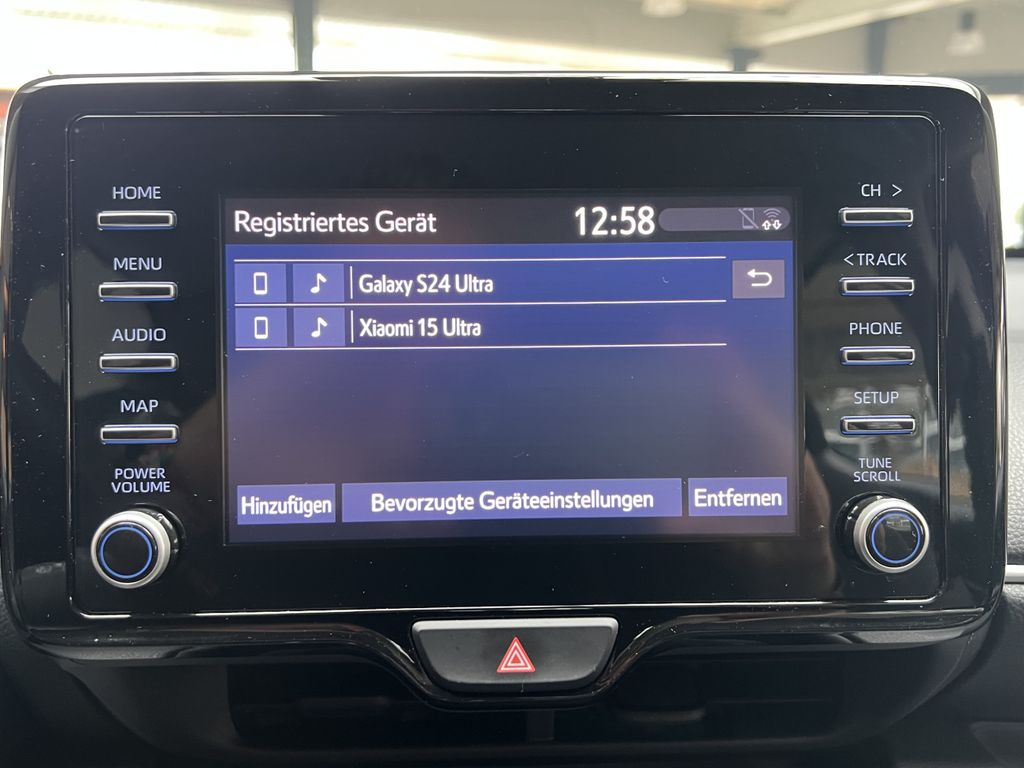 HOME
MENU
AUDIO
MAP
POWER
VOLUME
Registriertes Gerät 12:58
Galaxy S24 Ultra
Xiaomi 15 Ultra
Hinzufügen Bevorzugte Geräteeinstellungen Entfernen
CH >
< TRACK
PHONE
SETUP
TUNE
SCROLL